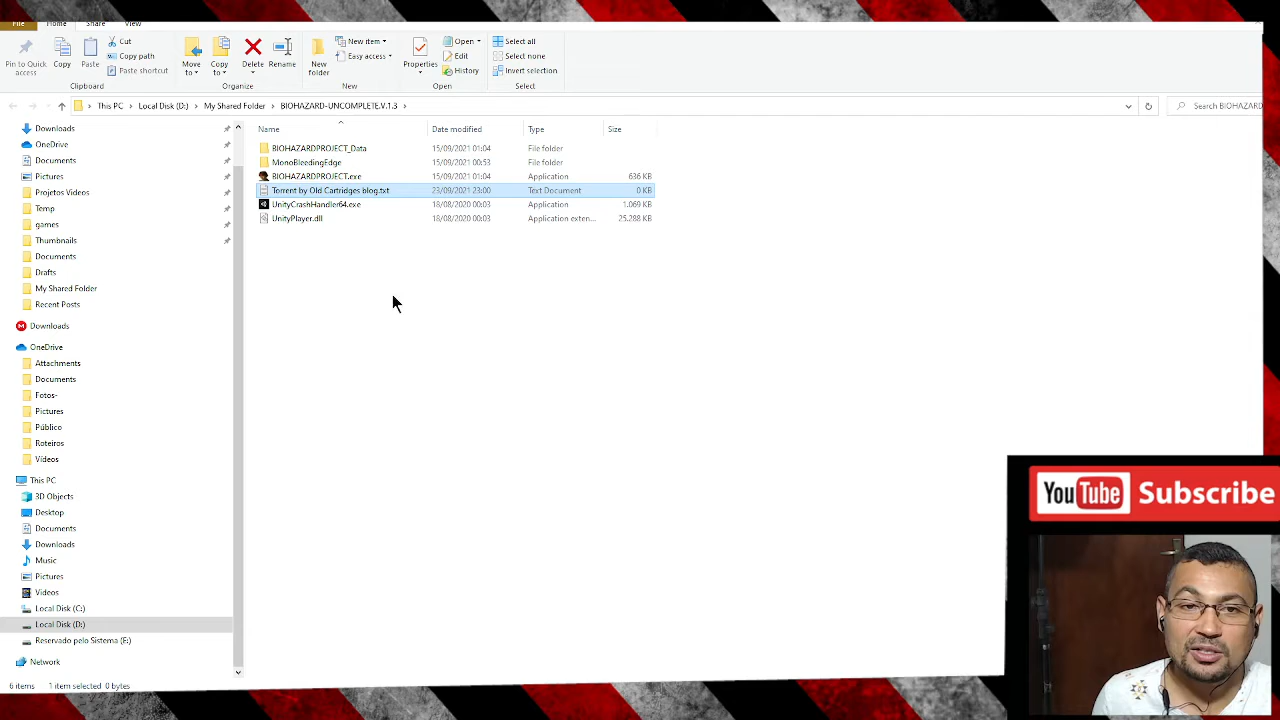 File Home Share View
Pin to Quick access
Copy
Paste
Cut
Copy path
Paste shortcut
Clipboard
Move to
Copy to
Delete
Rename
Organize
New folder
New item
Easy access
New
Properties
Open
Edit
History
Open
Select all
Select none
Invert selection
Select
This PC > Local Disk (D:) > My Shared Folder > BIOHAZARD-UNCOMPLETE.V.1.3 >
Search BIOHAZARD
Downloads
OneDrive
Documents
Pictures
Projetos Videos
Temp
games
Thumbnails
Documents
Drafts
My Shared Folder
Recent Posts
Downloads
OneDrive
Attachments
Documents
Fotos-
Pictures
Público
Roteiros
Vídeos
This PC
3D Objects
Desktop
Documents
Downloads
Music
Pictures
Videos
Local Disk (C:)
Local Disk (D:)
Reservado pelo Sistema (E:)
Network
Name Date modified Type Size
BIOHAZARDPROJECT_Data 15/09/2021 01:04 File folder
MonoBleedingEdge 15/09/2021 00:53 File folder
BIOHAZARDPROJECT.exe 15/09/2021 01:04 Application 636 KB
Torrent by Old Cartridges blog.txt 23/09/2021 23:00 Text Document 0 KB
UnityCrashHandler64.exe 18/08/2020 00:03 Application 1.069 KB
UnityPlayer.dll 18/08/2020 00:03 Application exten... 25.288 KB
6 items 1 item selected 0 bytes
YouTube Subscribe